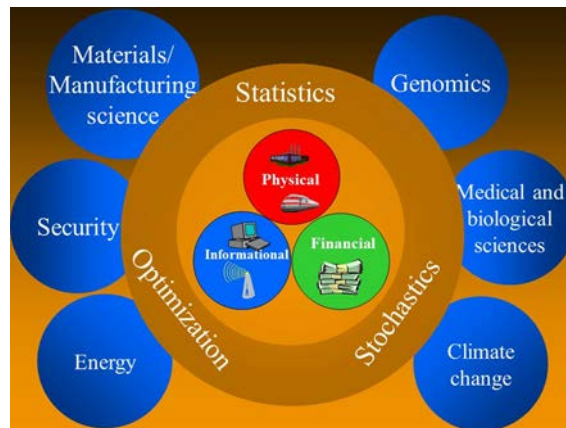 Materials/
Manufacturing
science
Genomics
Statistics
Physical
Security
Medical and
biological
sciences
Informational
Financial
Optimization
Stochastics
Energy
Climate
change